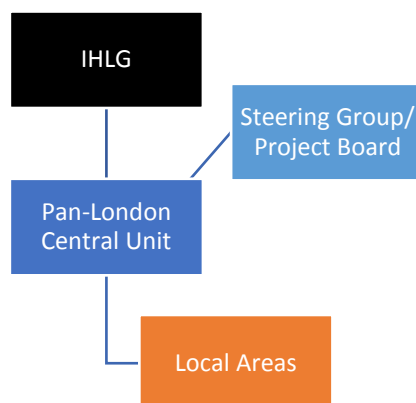 IHLG
Steering Group/
Project Board
Pan-London
Central Unit
Local Areas